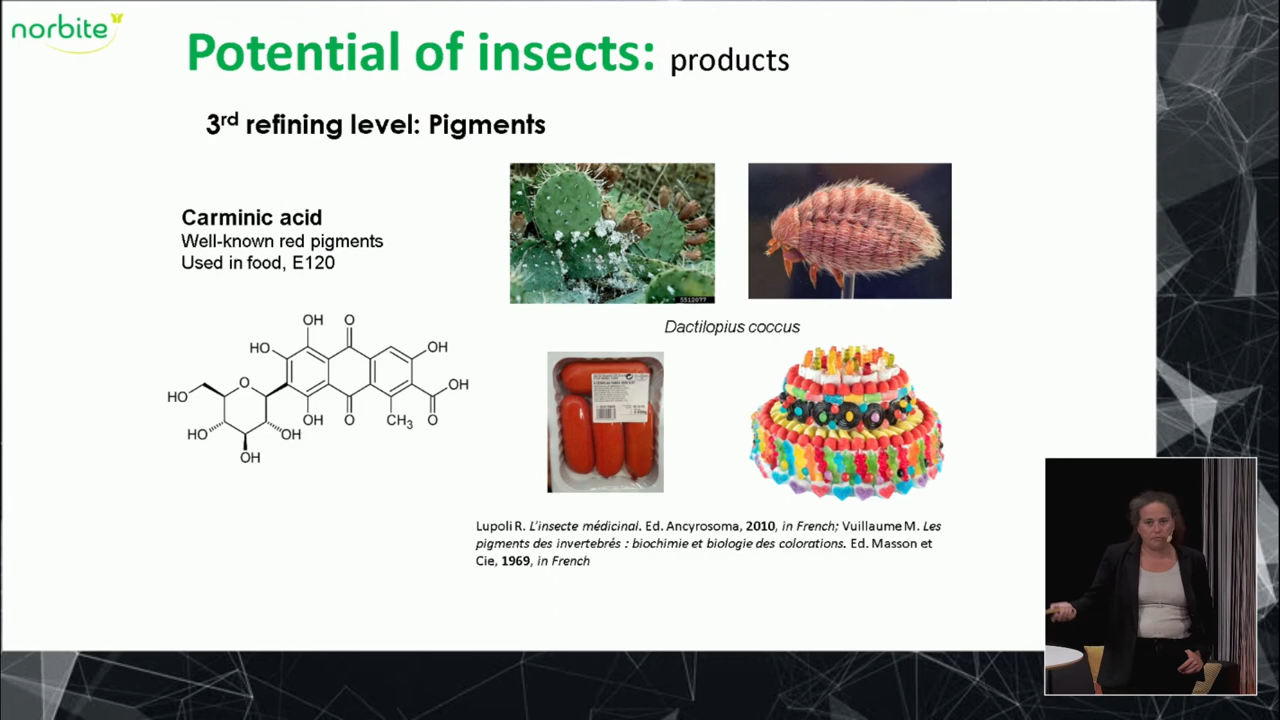 norbite
Potential of insects: products
3rd refining level: Pigments
Carminic acid
Well-known red pigments
Used in food, E120
5512077
Dactilopius coccus
OH
O
HO
OH
O
OH
HO
O
HO
OH
OH
O
CH3
O
OH
Lupoli R. L'insecte médicinal. Ed. Ancyrosoma, 2010, in French; Vuillaume M. Les
pigments des invertebrés : biochimie et biologie des colorations. Ed. Masson et
Cie, 1969, in French